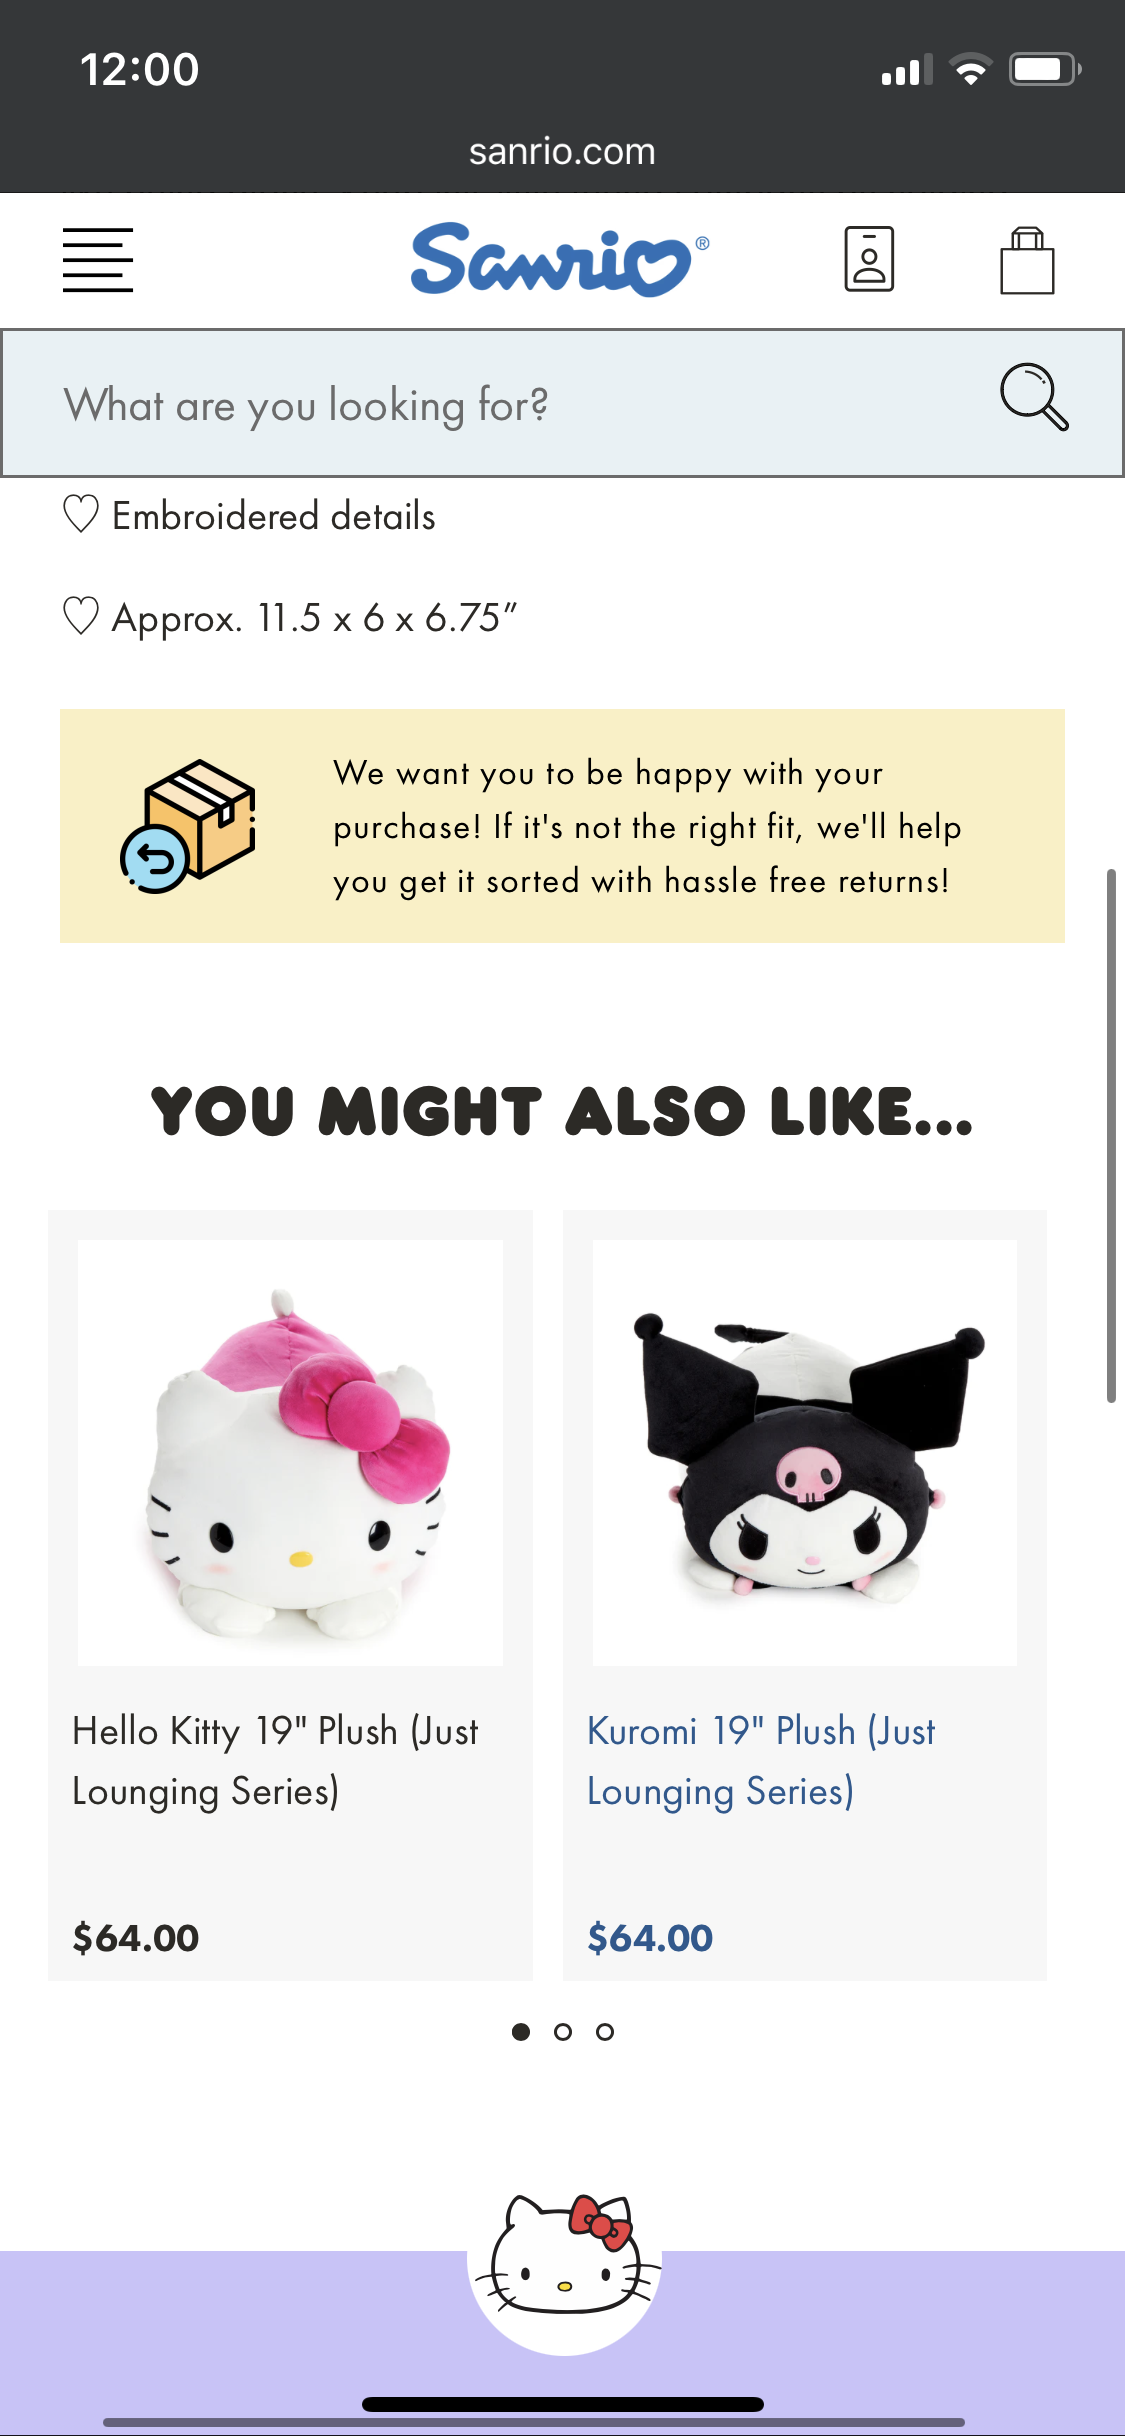 12:00
sanrio.com
Sanrio®
What are you looking for?
♡ Embroidered details
♡ Approx. 11.5 x 6 x 6.75”
We want you to be happy with your
purchase! If it's not the right fit, we'll help
you get it sorted with hassle free returns!
YOU MIGHT ALSO LIKE...
Hello Kitty 19" Plush (Just
Lounging Series)
$64.00
Kuromi 19" Plush (Just
Lounging Series)
$64.00